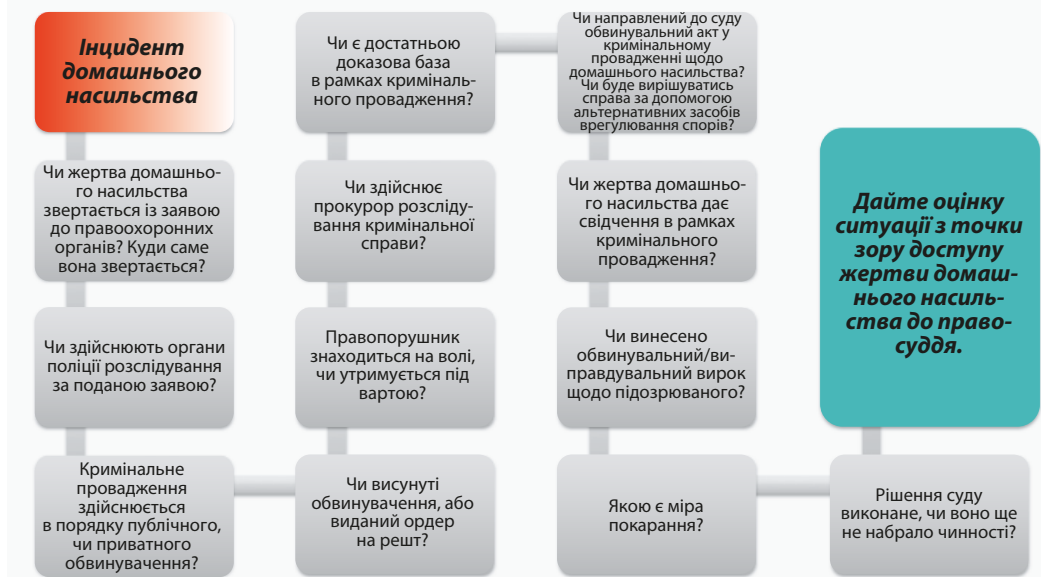 Інцидент
домашнього
насильства
Чи жертва домашньо-
го насильства
звертається із заявою
до правоохоронних
органів? Куди саме
вона звертається?
Чи здійснюють органи
поліції розслідування
за поданою заявою?
Кримінальне
провадження
здійснюється
в порядку публічного,
чи приватного
обвинувачення?
Чи висунуті
обвинувачення, або
виданий ордер
на решт?
Правопорушник
знаходиться на волі,
чи утримується під
вартою?
Чи здійснює
прокурор розсліду-
вання кримінальної
справи?
Чи є достатньою
доказова база
в рамках криміналь-
ного провадження?
Чи направлений до суду
обвинувальний акт у
кримінальному
провадженні щодо
домашнього насильства?
Чи буде вирішуватись
справа за допомогою
альтернативних засобів
врегулювання спорів?
Чи жертва домашньо-
го насильства дає
свідчення в рамках
кримінального
провадження?
Чи винесено
обвинувальний/ви-
правдувальний вирок
щодо підозрюваного?
Якою є міра
покарання?
Рішення суду
виконане, чи воно ще
не набрало чинності?
Дайте оцінку
ситуації з точки
зору доступу
жертви домаш-
нього насиль-
ства до право-
суддя.